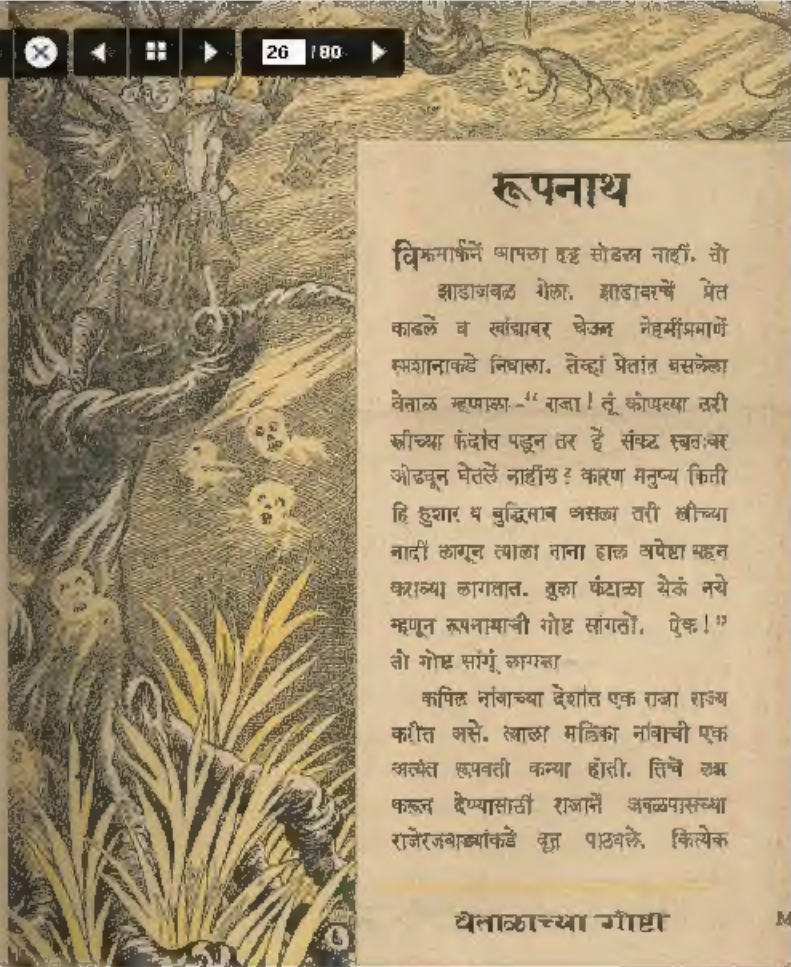 26 / 80
रूपनाथ
विक्रमार्कनें आपला हट्ट सोडला नाहीं. तो
झाडाजवळ गेला. झाडावरचें प्रेत
काढलें व खांद्यावर घेऊन नेहमींप्रमाणें
स्मशानाकडे निघाला. तेव्हां प्रेतांत बसलेला
वेताळ म्हणाला-“ राजा ! तूं कोणत्या तरी
स्त्रीच्या फंदांत पडून तर हें संकट स्वतःवर
ओढवून घेतलें नाहींस ? कारण मनुष्य किती
हि हुशार व बुद्धिमान असला तरी स्त्रीच्या
नादीं लागून त्याला नाना हाल अपेष्टा सहन
कराव्या लागतात. तुला कंटाळा येऊं नये
म्हणून रूपनाथाची गोष्ट सांगतों. ऐक ! ”
तो गोष्ट सांगूं लागला
कपिल नांवाच्या देशांत एक राजा राज्य
करीत असे. त्याला मल्लिका नांवाची एक
अत्यंत रूपवती कन्या होती. तिचें लग्न
करून देण्यासाठीं राजानें जवळपासच्या
राजेरजवाड्यांकडे दूत पाठवले. कित्येक
वेताळाच्या गोष्टी
M